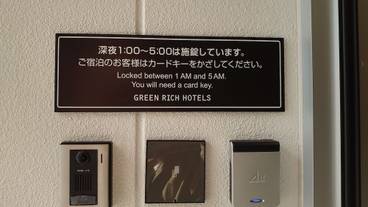 深夜1:00～5:00は施錠しています。
ご宿泊のお客様はカードキーをかざしてください。
Locked between 1 AM and 5 AM.
You will need a card key.
GREEN RICH HOTELS